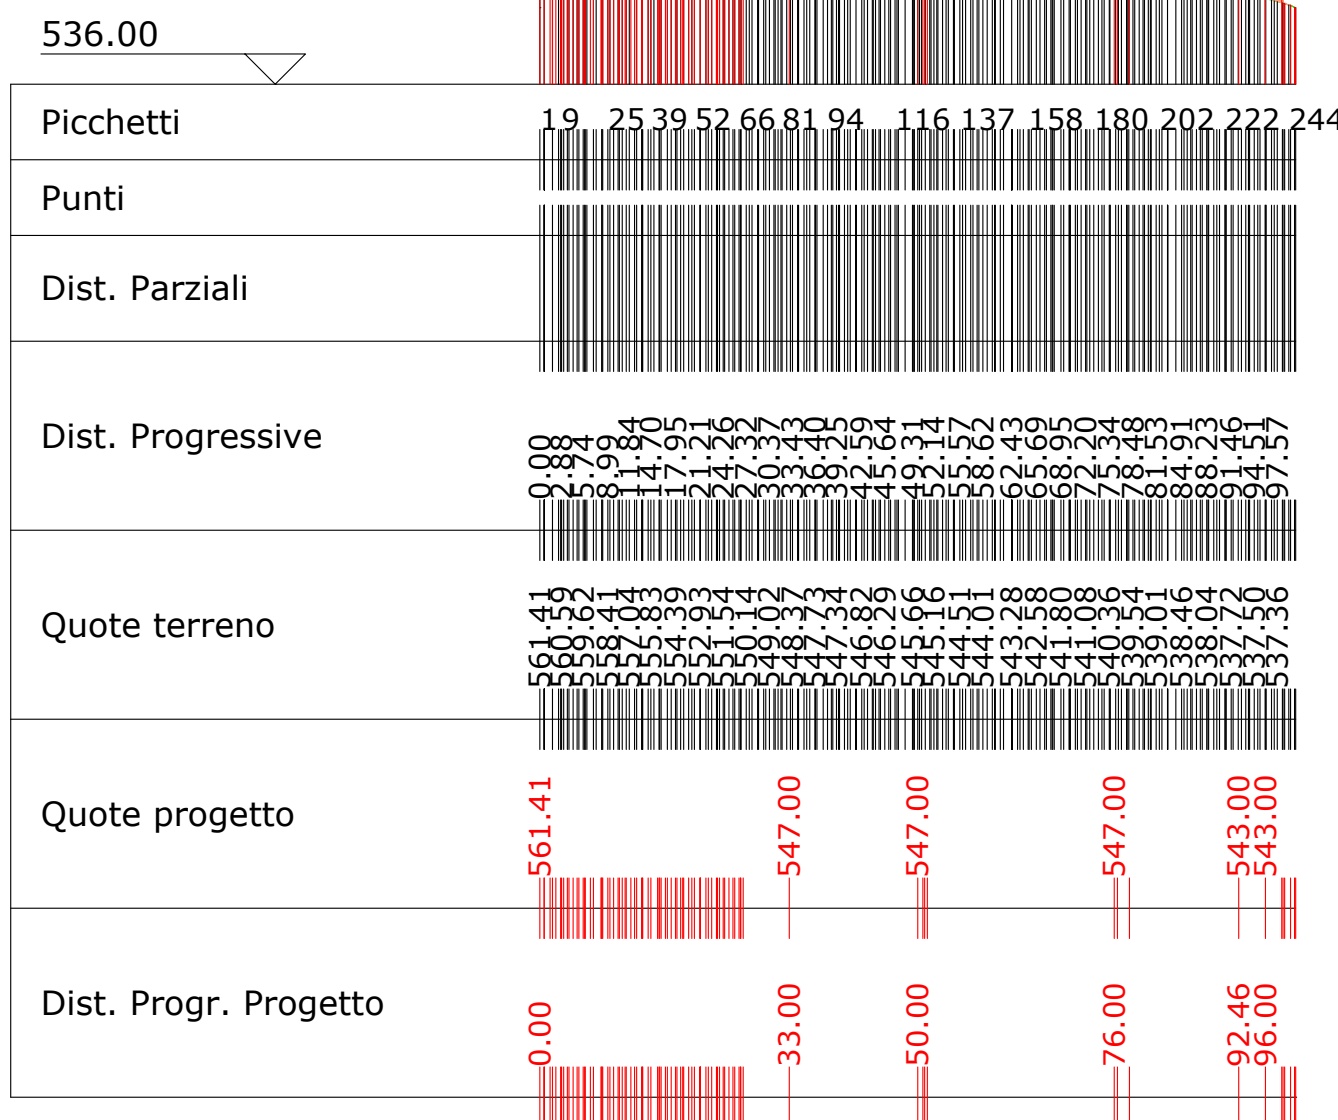 536.00
Picchetti 1 9 25 39 52 66 81 94 116 137 158 180 202 222 244
Punti
Dist. Parziali
Dist. Progressive 0.00 2.88 5.74 8.99 11.84 14.70 17.95 21.21 24.26 27.32 30.37 33.43 36.40 39.25 42.59 45.64 49.31 52.14 55.57 58.62 62.43 65.69 68.95 72.20 75.34 78.48 81.53 84.91 88.23 91.46 94.51 97.57
Quote terreno 561.41 560.59 559.62 558.41 557.04 555.83 554.39 552.93 551.54 550.14 549.02 548.37 547.73 547.34 546.82 546.29 545.66 545.16 544.51 544.01 543.28 542.58 541.80 541.08 540.36 539.54 539.01 538.46 538.04 537.72 537.50 537.36
Quote progetto 561.41 547.00 547.00 547.00 543.00 543.00
Dist. Progr. Progetto 0.00 33.00 50.00 76.00 92.46 96.00